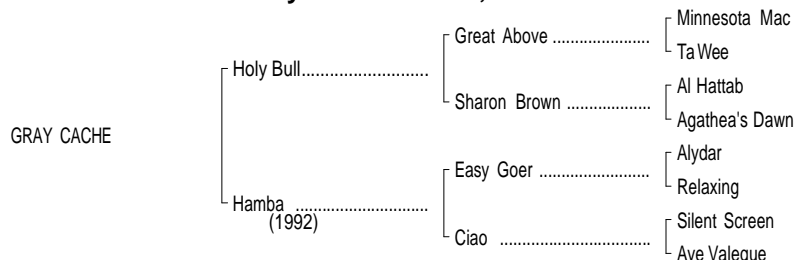 Minnesota Mac
Great Above ......................
Ta Wee
Holy Bull............................
Al Hattab
Sharon Brown ...................
Agathea's Dawn
GRAY CACHE
Alydar
Easy Goer ......................
Relaxing
Hamba ..............................
(1992)
Silent Screen
Ciao ..................................
Ave Valeque